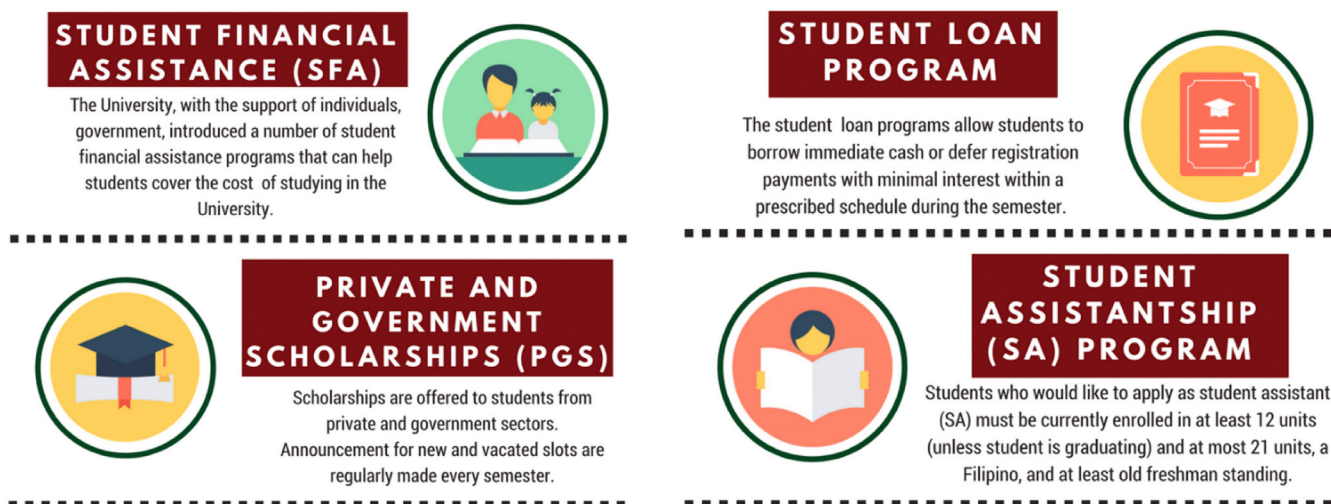 STUDENT FINANCIAL
ASSISTANCE (SFA)
The University, with the support of individuals,
government, introduced a number of student
financial assistance programs that can help
students cover the cost of studying in the
University.
STUDENT LOAN
PROGRAM
The student loan programs allow students to
borrow immediate cash or defer registration
payments with minimal interest within a
prescribed schedule during the semester.
PRIVATE AND
GOVERNMENT
SCHOLARSHIPS (PGS)
Scholarships are offered to students from
private and government sectors.
Announcement for new and vacated slots are
regularly made every semester.
STUDENT
ASSISTANTSHIP
(SA) PROGRAM
Students who would like to apply as student assistant
(SA) must be currently enrolled in at least 12 units
(unless student is graduating) and at most 21 units, a
Filipino, and at least old freshman standing.